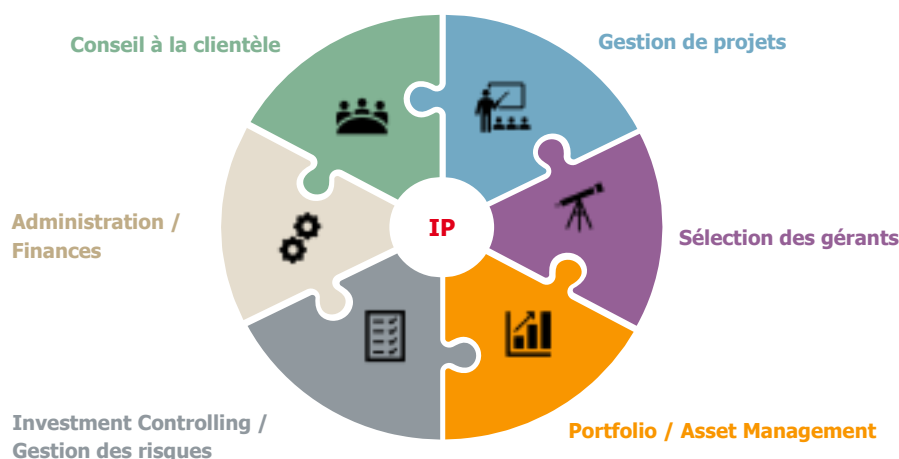 Conseil à la clientèle
Gestion de projets
Administration /
Finances
IP
Sélection des gérants
Investment Controlling /
Gestion des risques
Portfolio / Asset Management